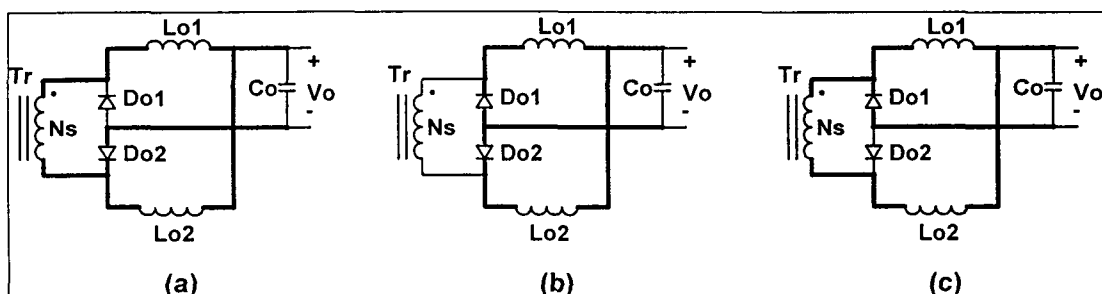 Lo1
Tr
Ns
Do1
Do2
Co
+
Vo
-
Lo2
(a)
Lo1
Tr
Ns
Do1
Do2
Co
+
Vo
-
Lo2
(b)
Lo1
Tr
Ns
Do1
Do2
Co
+
Vo
-
Lo2
(c)